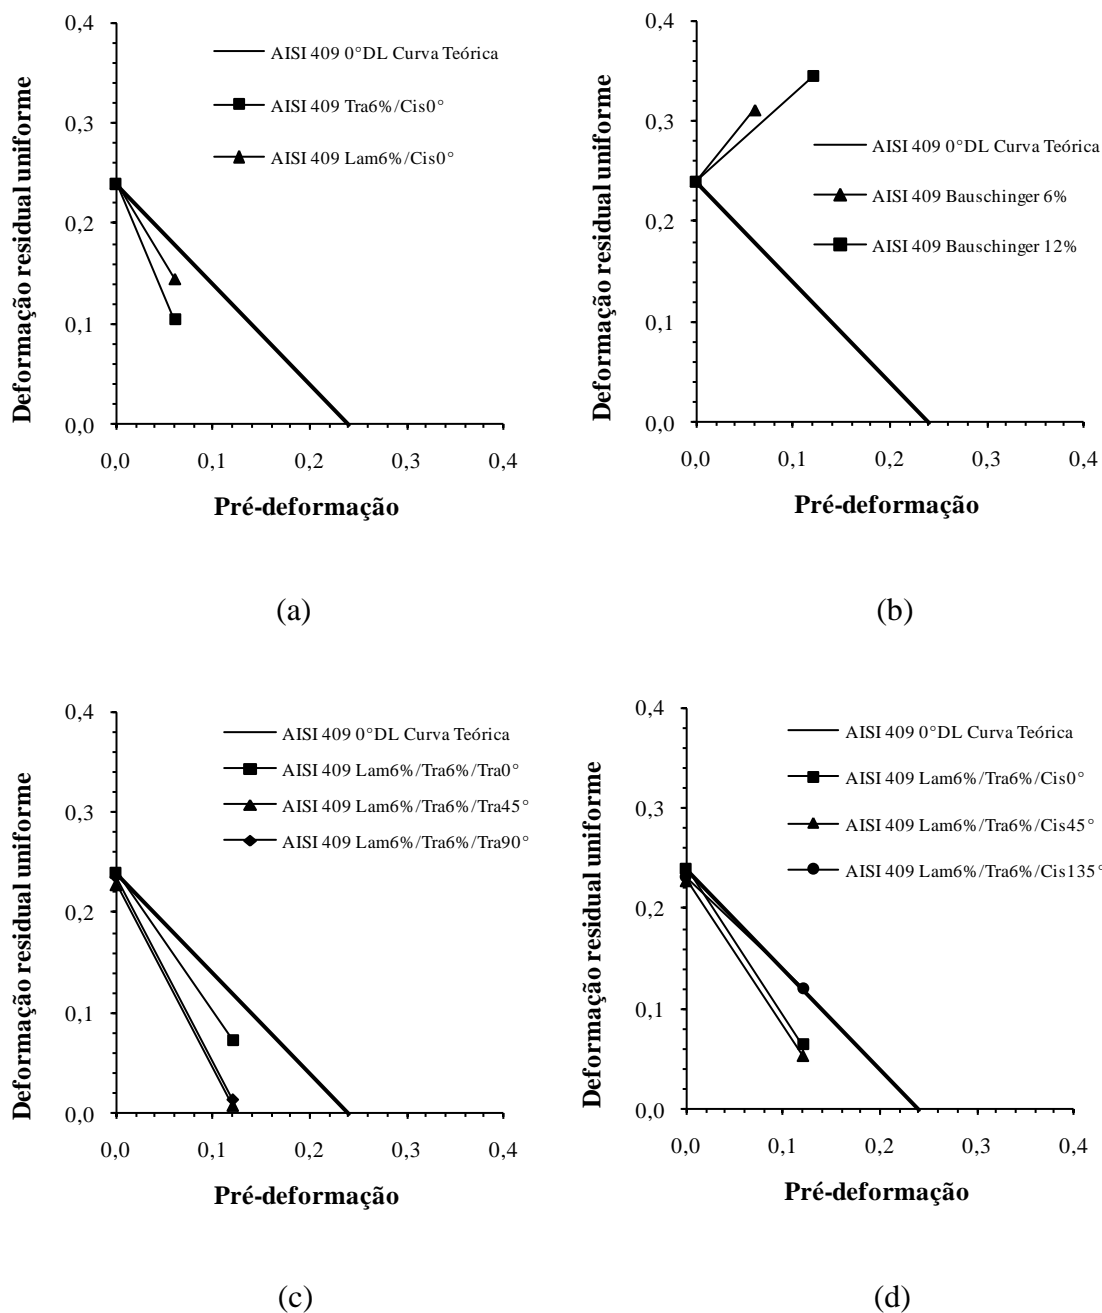 0,4
0,3
0,2
0,1
0,0
Deformação residual uniforme
AISI 409 0°DL Curva Teórica
AISI 409 Tra6%/Cis0°
AISI 409 Lam6%/Cis0°
0,0 0,1 0,2 0,3 0,4
Pré-deformação
(a)
0,4
0,3
0,2
0,1
0,0
Deformação residual uniforme
AISI 409 0°DL Curva Teórica
AISI 409 Bauschinger 6%
AISI 409 Bauschinger 12%
0,0 0,1 0,2 0,3 0,4
Pré-deformação
(b)
0,4
0,3
0,2
0,1
0,0
Deformação residual uniforme
AISI 409 0°DL Curva Teórica
AISI 409 Lam6%/Tra6%/Tra0°
AISI 409 Lam6%/Tra6%/Tra45°
AISI 409 Lam6%/Tra6%/Tra90°
0,0 0,1 0,2 0,3 0,4
Pré-deformação
(c)
0,4
0,3
0,2
0,1
0,0
Deformação residual uniforme
AISI 409 0°DL Curva Teórica
AISI 409 Lam6%/Tra6%/Cis0°
AISI 409 Lam6%/Tra6%/Cis45°
AISI 409 Lam6%/Tra6%/Cis135°
0,0 0,1 0,2 0,3 0,4
Pré-deformação
(d)